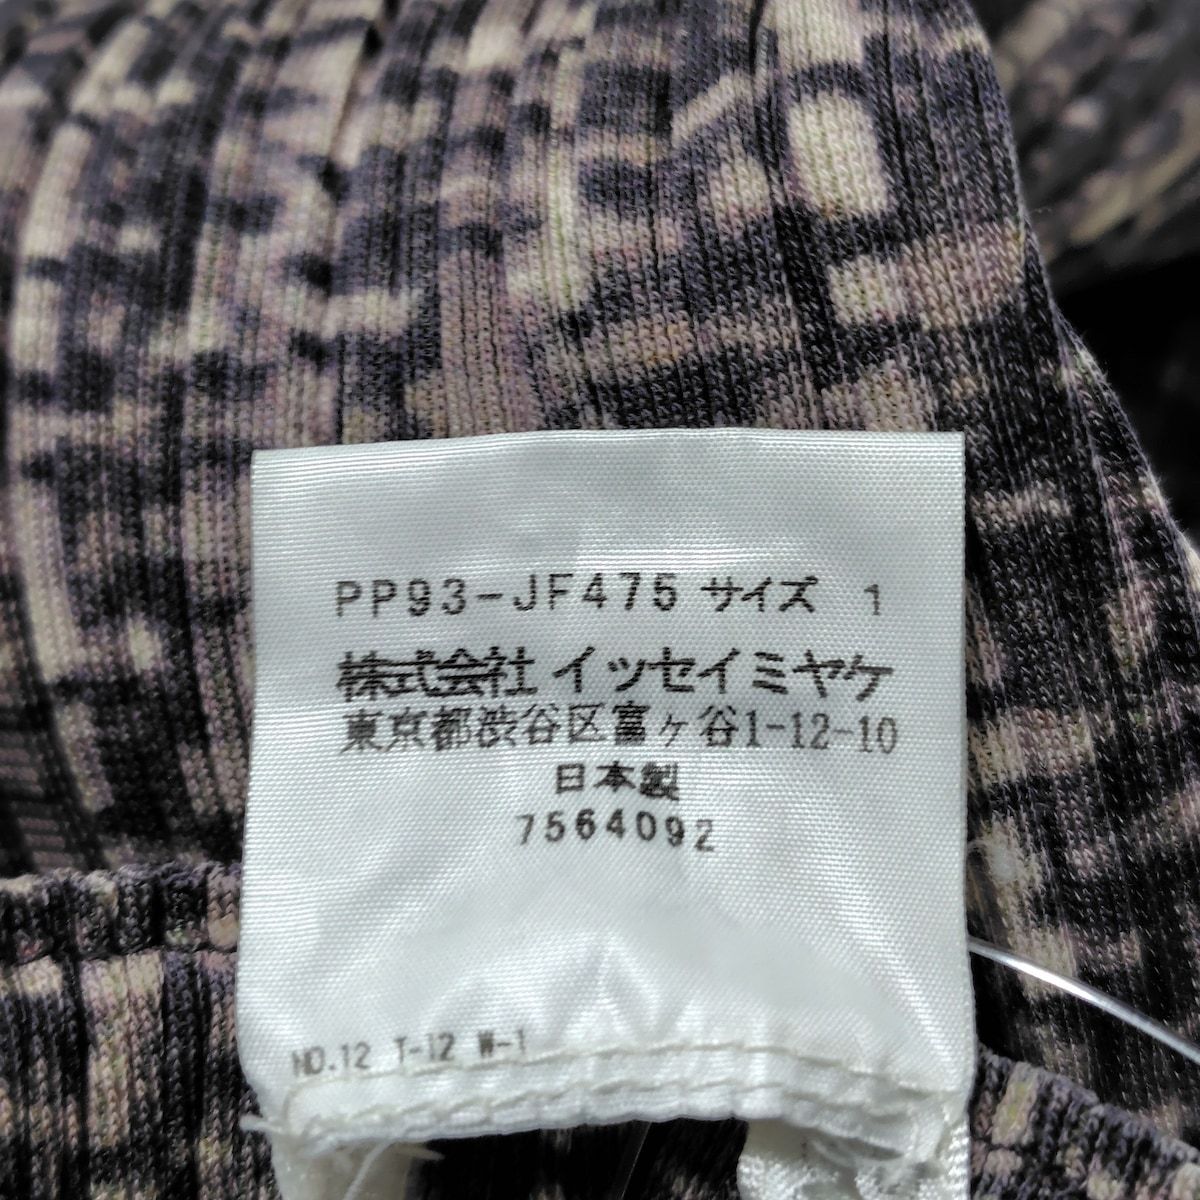 PP93-JF475 サイズ 1
株式会社 イッセイミヤケ
東京都渋谷区富ヶ谷1-12-10
日本製
7564092
NO.12 T-12 W-1